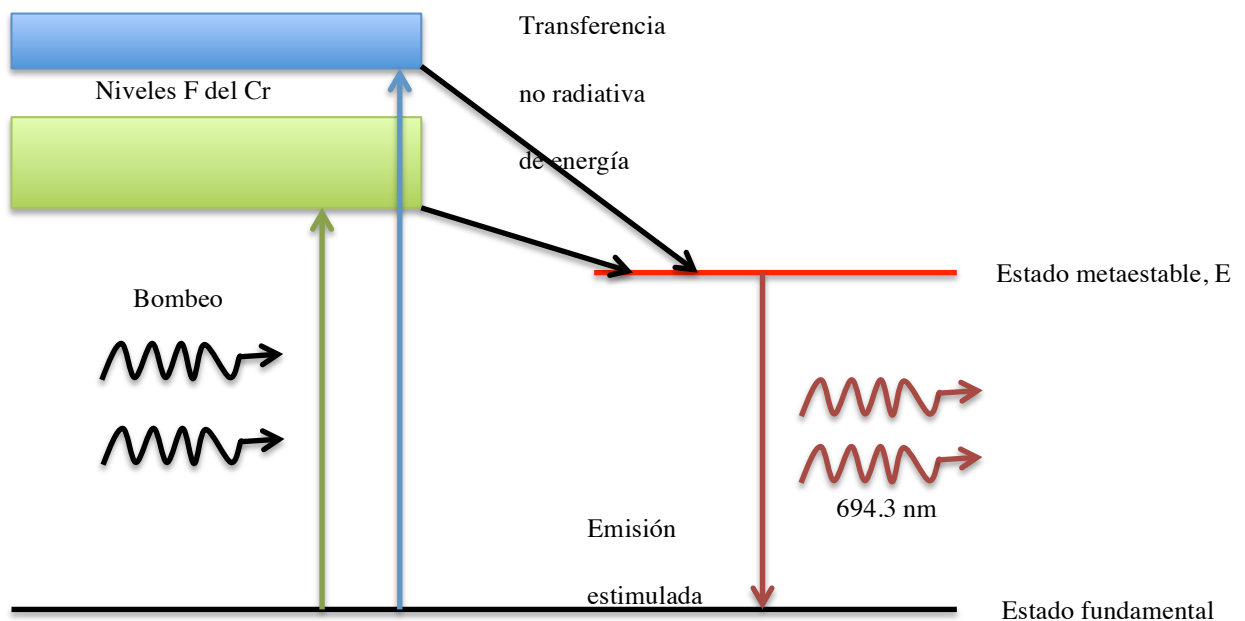 Transferencia
no radiativa
de energía
Niveles F del Cr
Bombeo
Estado metaestable, E
694.3 nm
Emisión
estimulada
Estado fundamental